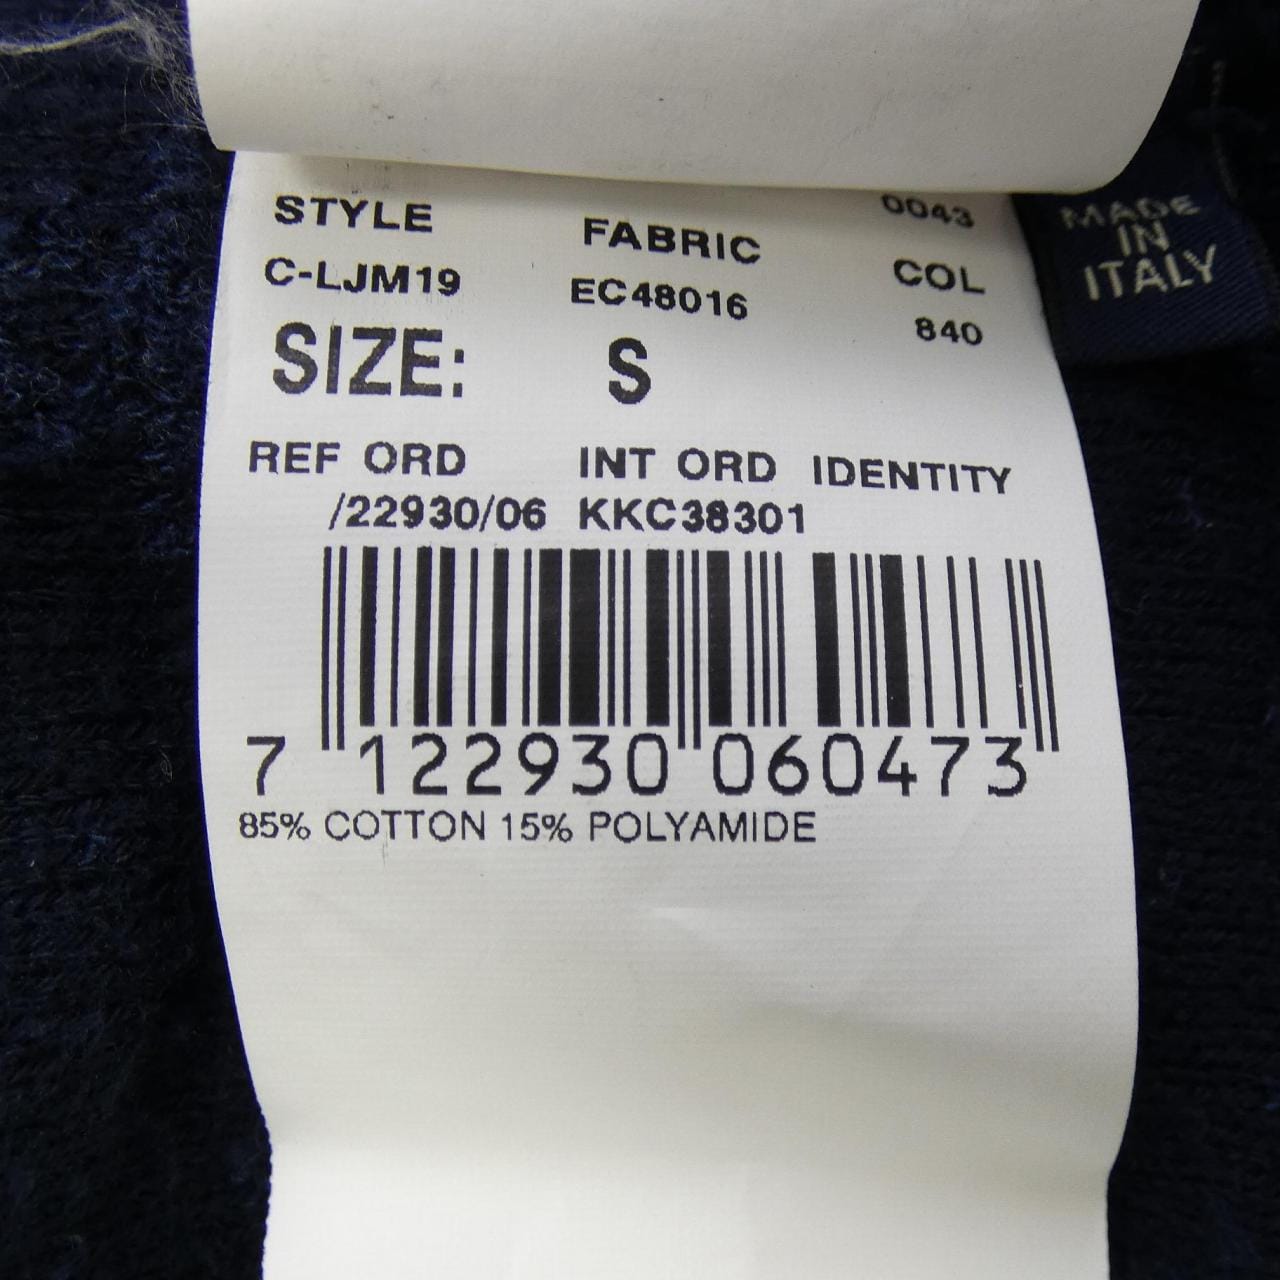 0043
STYLE FABRIC COL
C-LJM19 EC48016 840
SIZE: S
REF ORD INT ORD IDENTITY
/22930/06 KKC38301
7 122930 060473
85% COTTON 15% POLYAMIDE
MADE
IN
ITALY